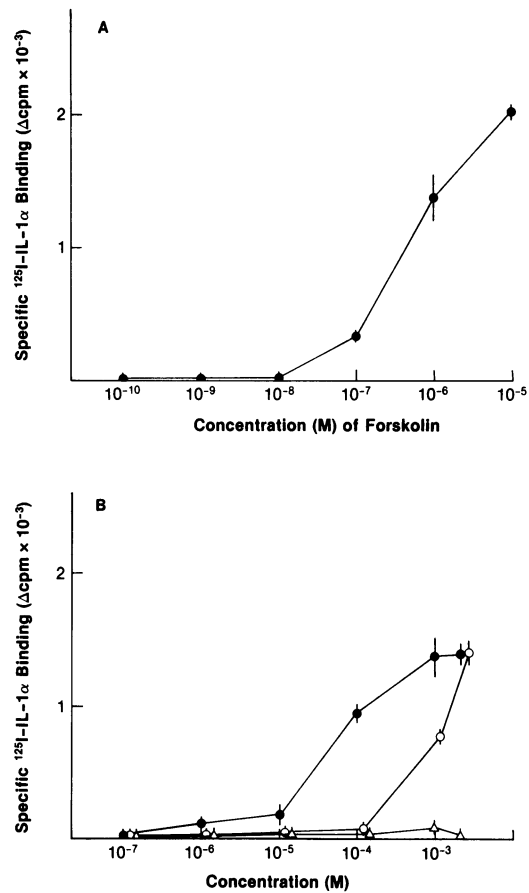 A
Specific ¹²⁵I-IL-1α Binding (Δcpm × 10⁻³)
2
1
10⁻¹⁰ 10⁻⁹ 10⁻⁸ 10⁻⁷ 10⁻⁶ 10⁻⁵
Concentration (M) of Forskolin
B
Specific ¹²⁵I-IL-1α Binding (Δcpm × 10⁻³)
2
1
10⁻⁷ 10⁻⁶ 10⁻⁵ 10⁻⁴ 10⁻³
Concentration (M)